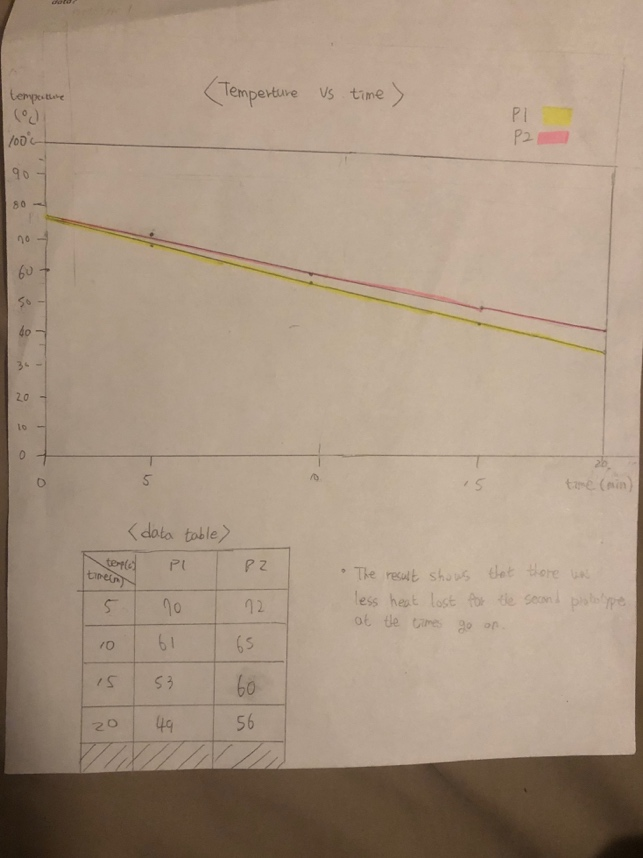 data?
<Temperture vs time>
temperture
(°C)
P1
P2
100°C
90
80
70
60
50
40
30
20
10
0
0 5 10 15 20
time (min)
<data table>
temp(c) P1 P2
time(m)
5 70 72
10 61 65
15 53 60
20 49 56
• The result shows that there was
less heat lost for the second prototype
at the time go on.